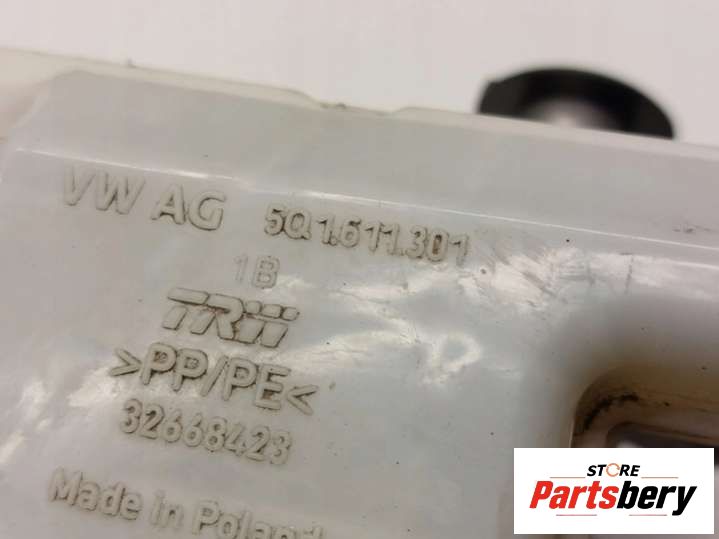 VW AG 5Q1.611.301
1B
TRW
>PP/PE<
32668423
Made in Poland
STORE
Partsbery